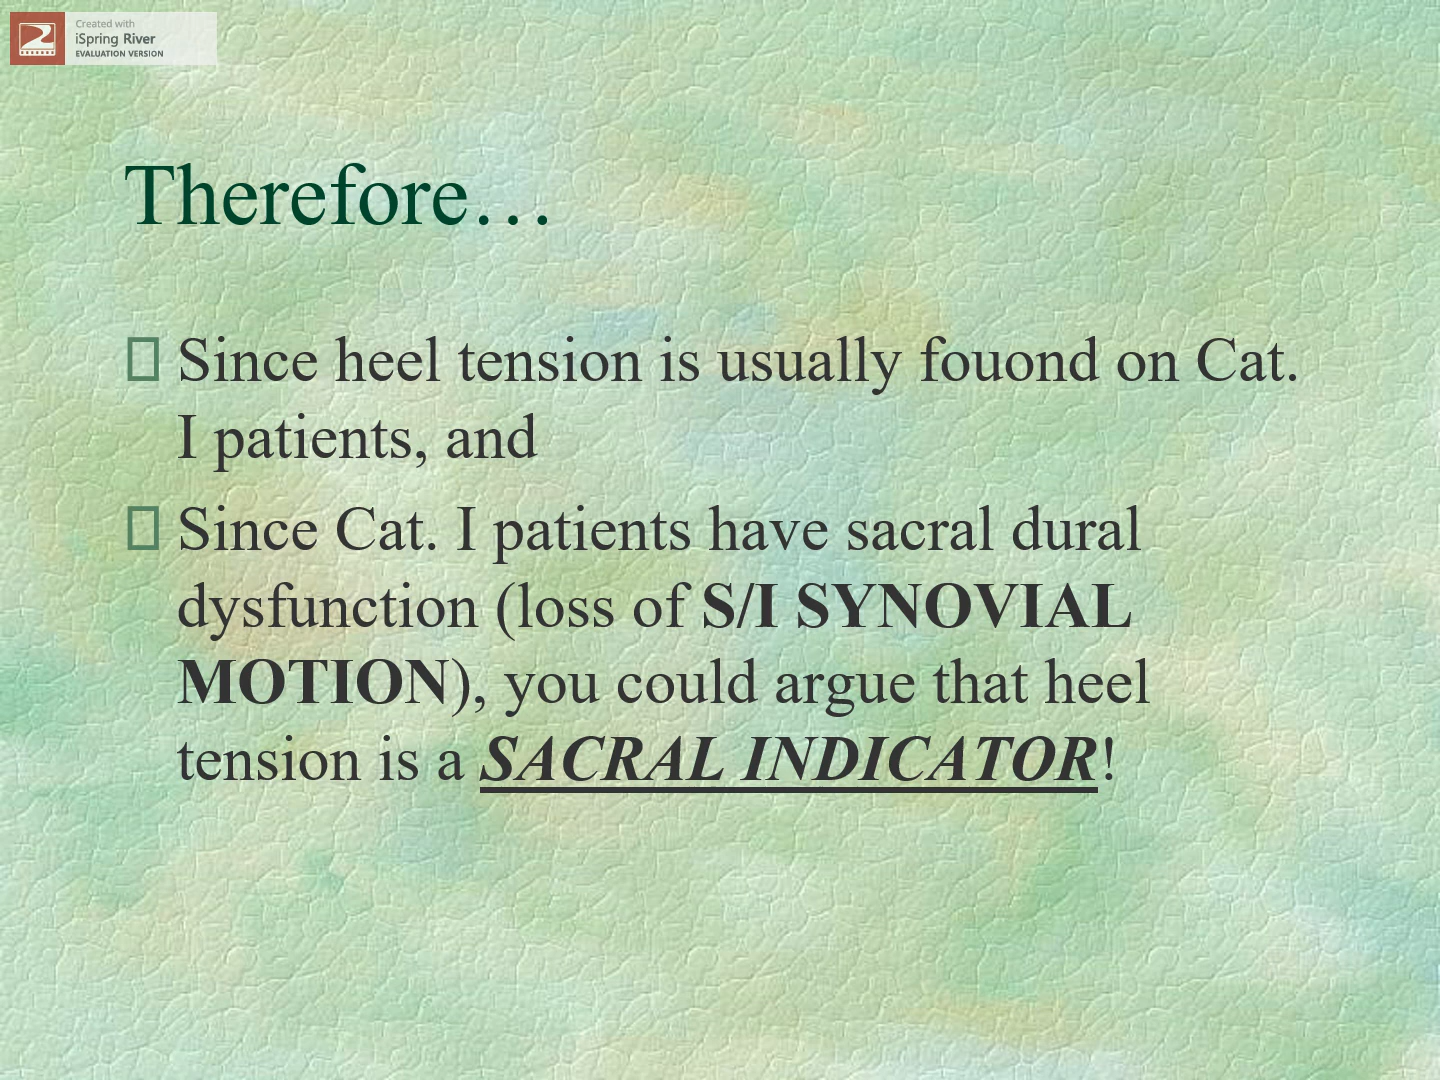 Created with
iSpring River
EVALUATION VERSION
Therefore…
Since heel tension is usually fouond on Cat.
I patients, and
Since Cat. I patients have sacral dural
dysfunction (loss of S/I SYNOVIAL
MOTION), you could argue that heel
tension is a SACRAL INDICATOR!